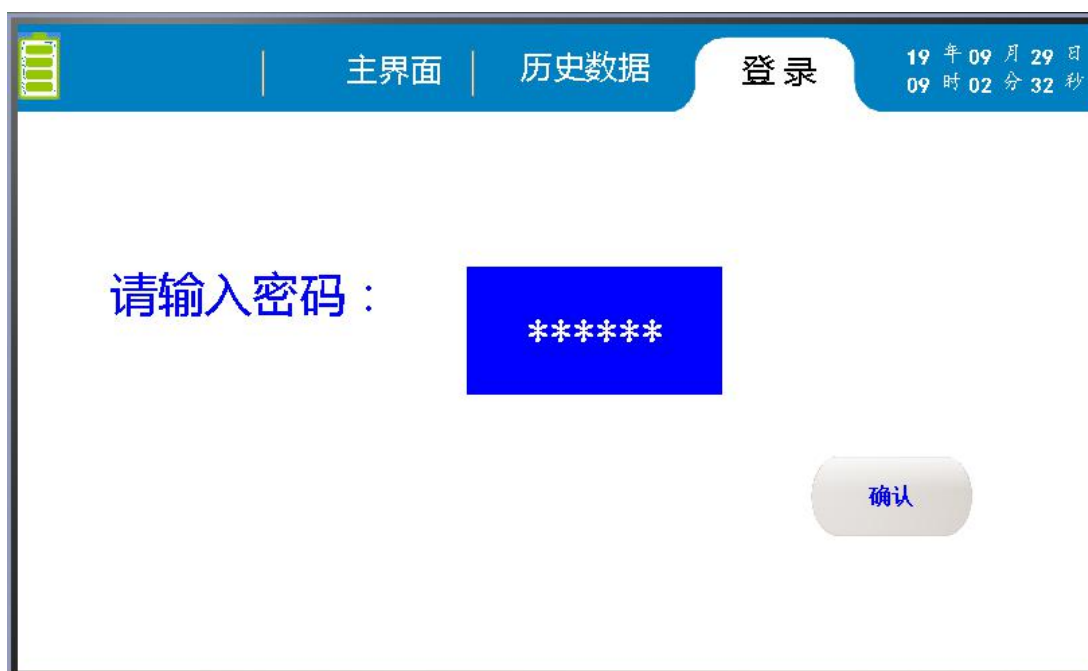 主界面
历史数据
登录
19 年 09 月 29 日
09 时 02 分 32 秒
请输入密码：
******
确认